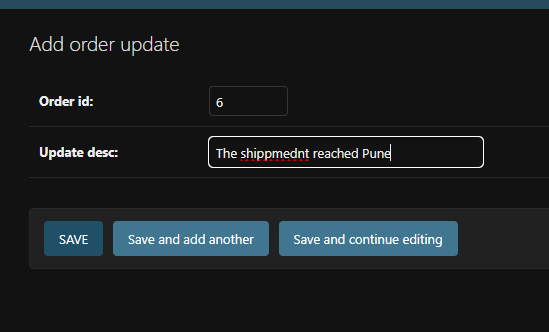 Add order update
Order id: 6
Update desc: The shippmednt reached Pune
SAVE Save and add another Save and continue editing